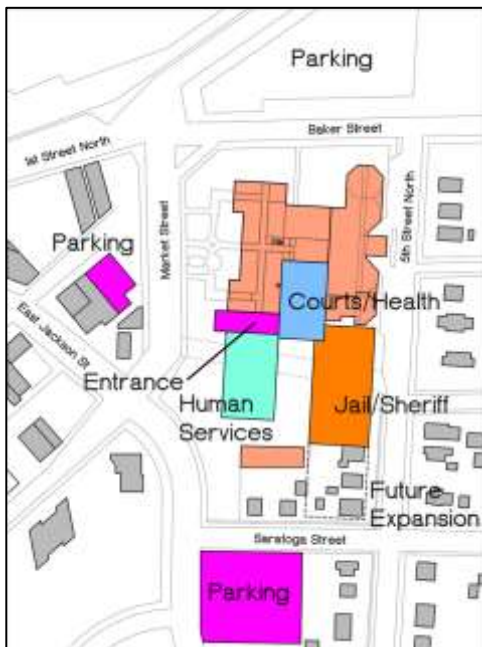 Parking
Baker Street
1st Street North
Market Street
5th Street North
Parking
Courts/Health
East Jackson St
Entrance
Human
Services
Jail/Sheriff
Future
Expansion
Saratoga Street
Parking